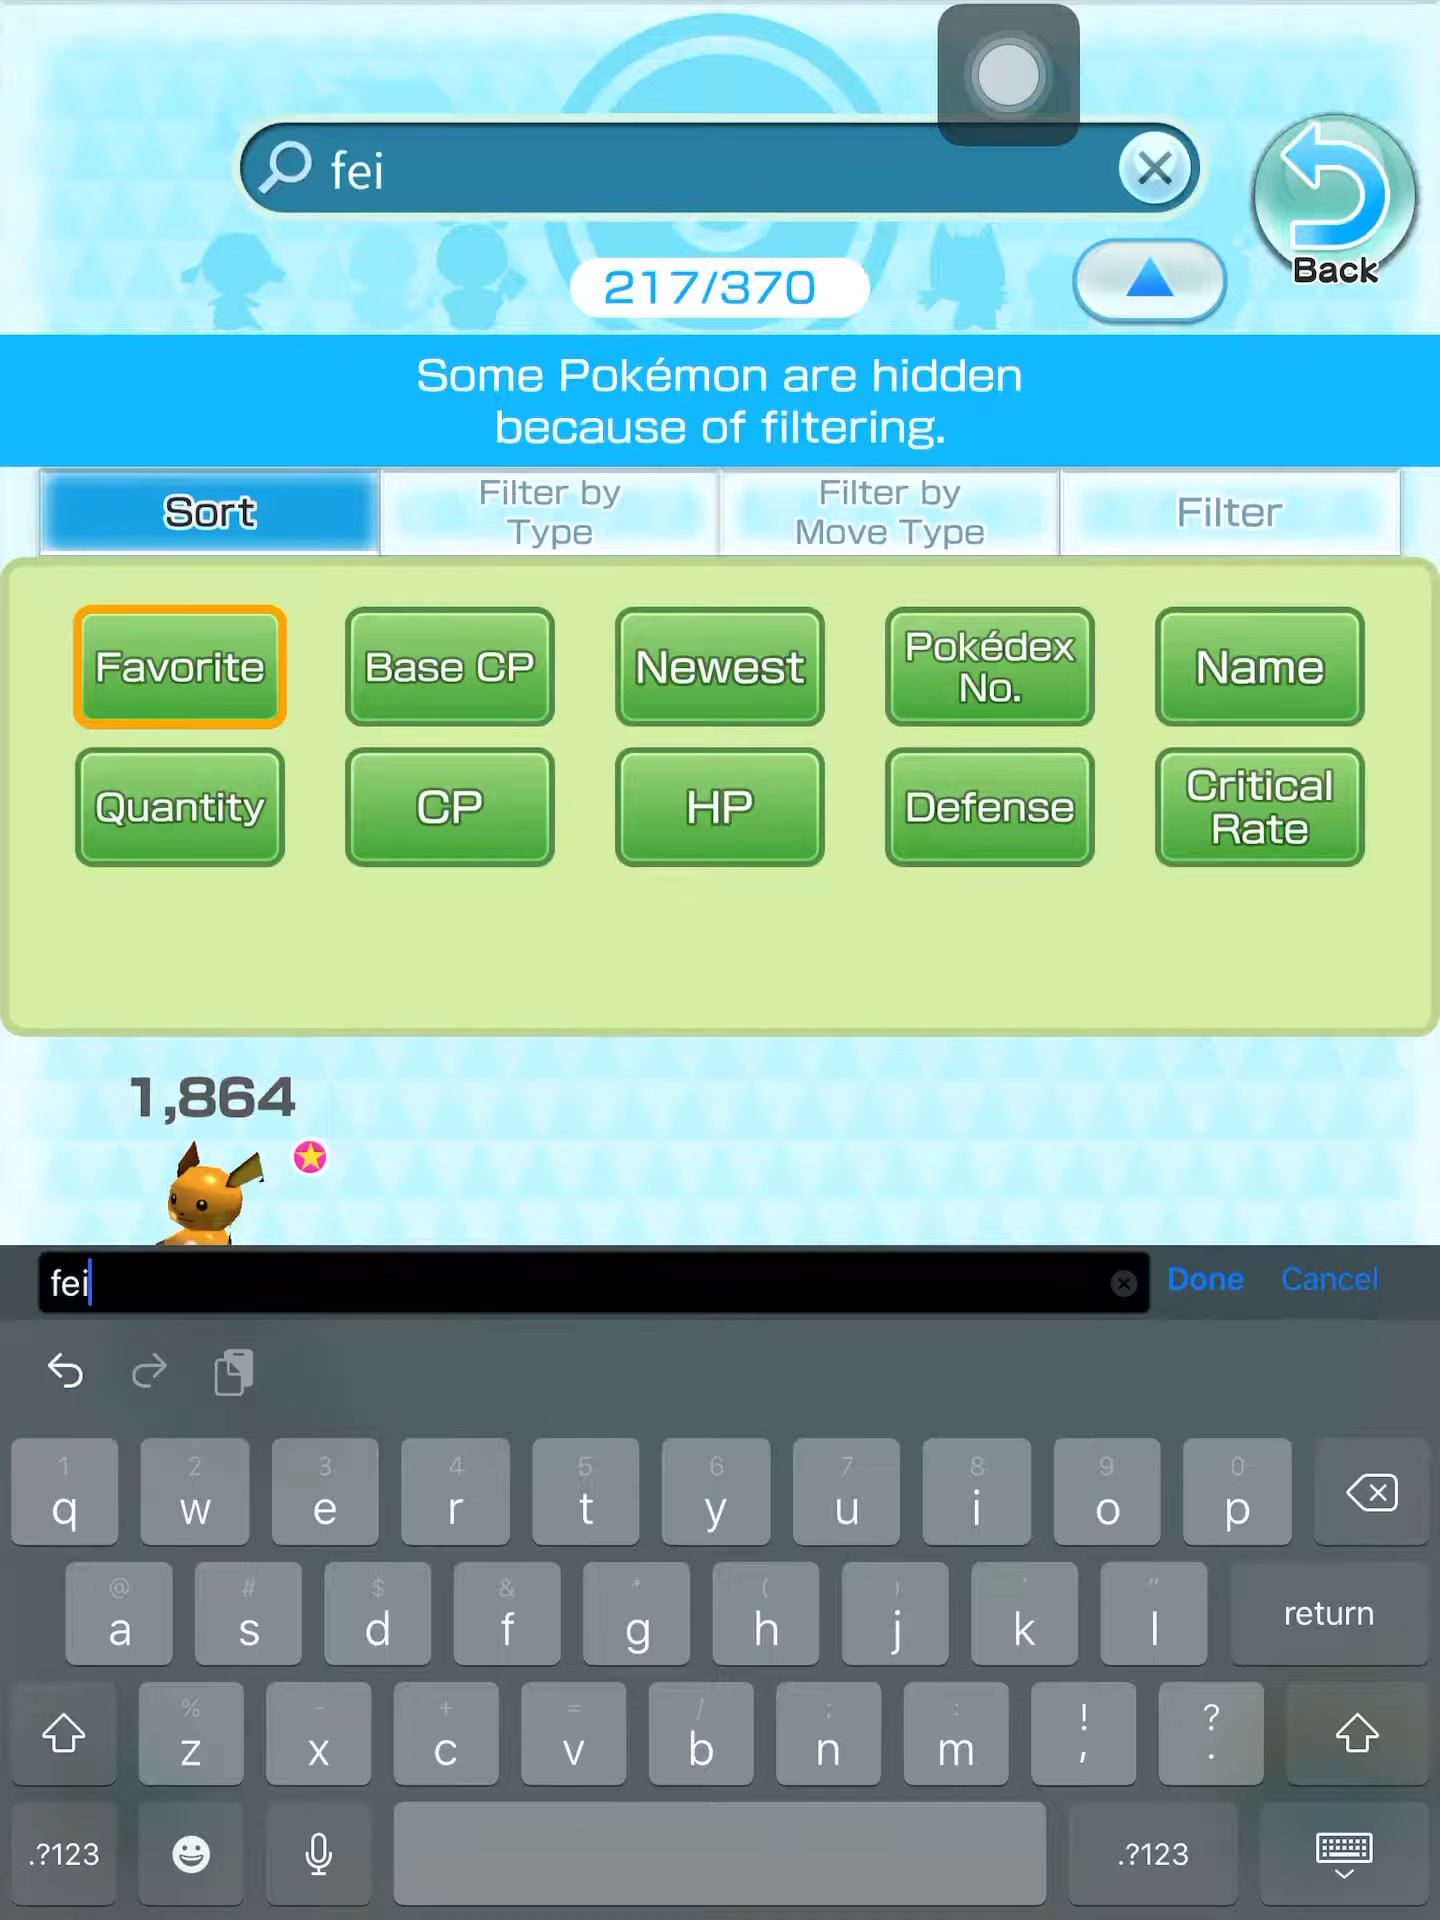 fei
Back
217/370
Some Pokémon are hidden
because of filtering.
Sort
Filter by
Type
Filter by
Move Type
Filter
Favorite
Base CP
Newest
Pokédex
No.
Name
Quantity
CP
HP
Defense
Critical
Rate
1,864
fei
Done
Cancel
1 2 3 4 5 6 7 8 9 0
q w e r t y u i o p
@ # $ & * ( ) ' "
a s d f g h j k l
return
% - + = / ; : ! ?
z x c v b n m , .
.?123
.?123